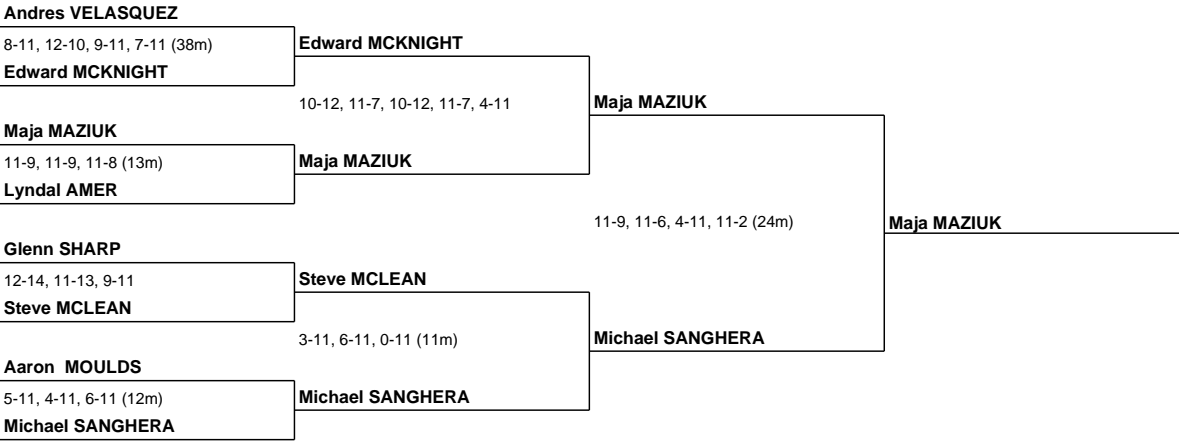 Andres VELASQUEZ
8-11, 12-10, 9-11, 7-11 (38m)
Edward MCKNIGHT
Edward MCKNIGHT
10-12, 11-7, 10-12, 11-7, 4-11
Maja MAZIUK
Maja MAZIUK
11-9, 11-9, 11-8 (13m)
Maja MAZIUK
Lyndal AMER
11-9, 11-6, 4-11, 11-2 (24m)
Maja MAZIUK
Glenn SHARP
12-14, 11-13, 9-11
Steve MCLEAN
Steve MCLEAN
3-11, 6-11, 0-11 (11m)
Michael SANGHERA
Aaron  MOULDS
5-11, 4-11, 6-11 (12m)
Michael SANGHERA
Michael SANGHERA